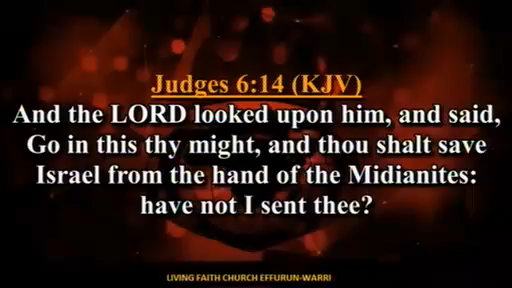 Judges 6:14 (KJV)
And the LORD looked upon him, and said,
Go in this thy might, and thou shalt save
Israel from the hand of the Midianites:
have not I sent thee?
LIVING FAITH CHURCH EFFURUN-WARRI